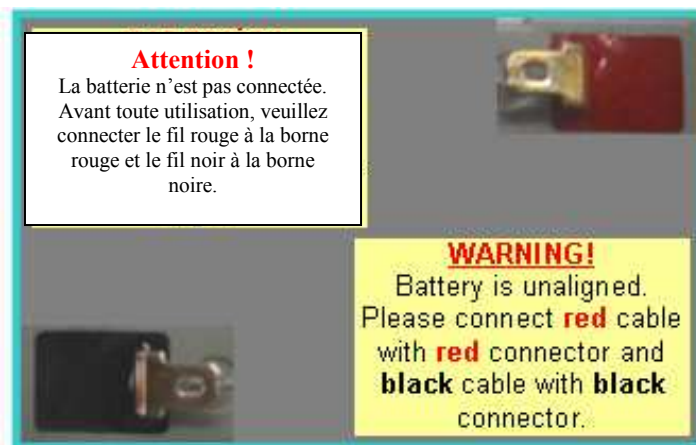 Attention !
La batterie n’est pas connectée.
Avant toute utilisation, veuillez
connecter le fil rouge à la borne
rouge et le fil noir à la borne
noire.
WARNING!
Battery is unaligned.
Please connect red cable
with red connector and
black cable with black
connector.